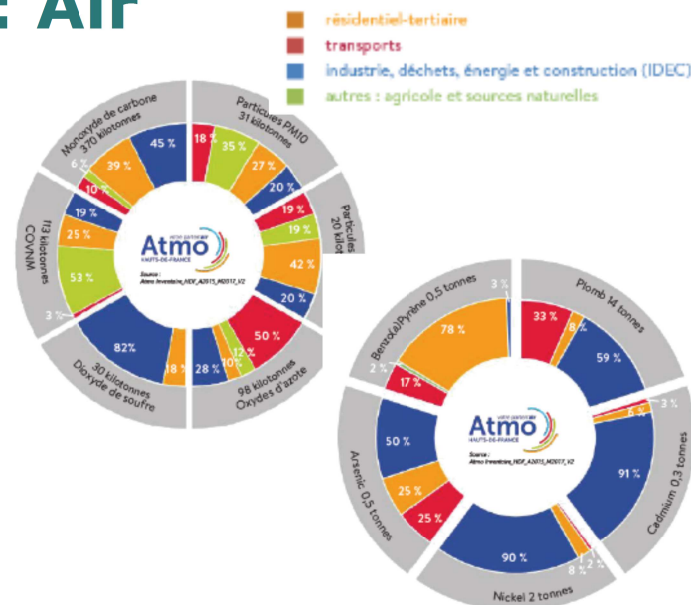 : Air
résidentiel-tertiaire
transports
industrie, déchets, énergie et construction (IDEC)
autres : agricole et sources naturelles
Monoxyde de carbone
370 kilotonnes
6 %
10 %
39 %
45 %
Particules PM10
31 kilotonnes
18 %
35 %
27 %
20 %
Particules
20 kilo
19 %
19 %
42 %
20 %
98 kilotonnes
Oxydes d'azote
50 %
12 %
10%
28 %
30 kilotonnes
Dioxyde de soufre
18 %
82%
113 kilotonnes
COVNM
3 %
53 %
25 %
19 %
Atmo
HAUTS-DE-FRANCE
Source :
Atmo Inventaire_HDF_A2015_M2017_V2
Benzo(a)Pyrène 0,5 tonnes
2 %
17 %
78 %
3 %
Plomb 14 tonnes
33 %
8 %
59 %
Cadmium 0,3 tonnes
3 %
6 %
91 %
Nickel 2 tonnes
2 %
8 %
90 %
Arsenic 0,5 tonnes
25 %
25 %
50 %
Atmo
HAUTS-DE-FRANCE
Source :
Atmo Inventaire_HDF_A2015_M2017_V2